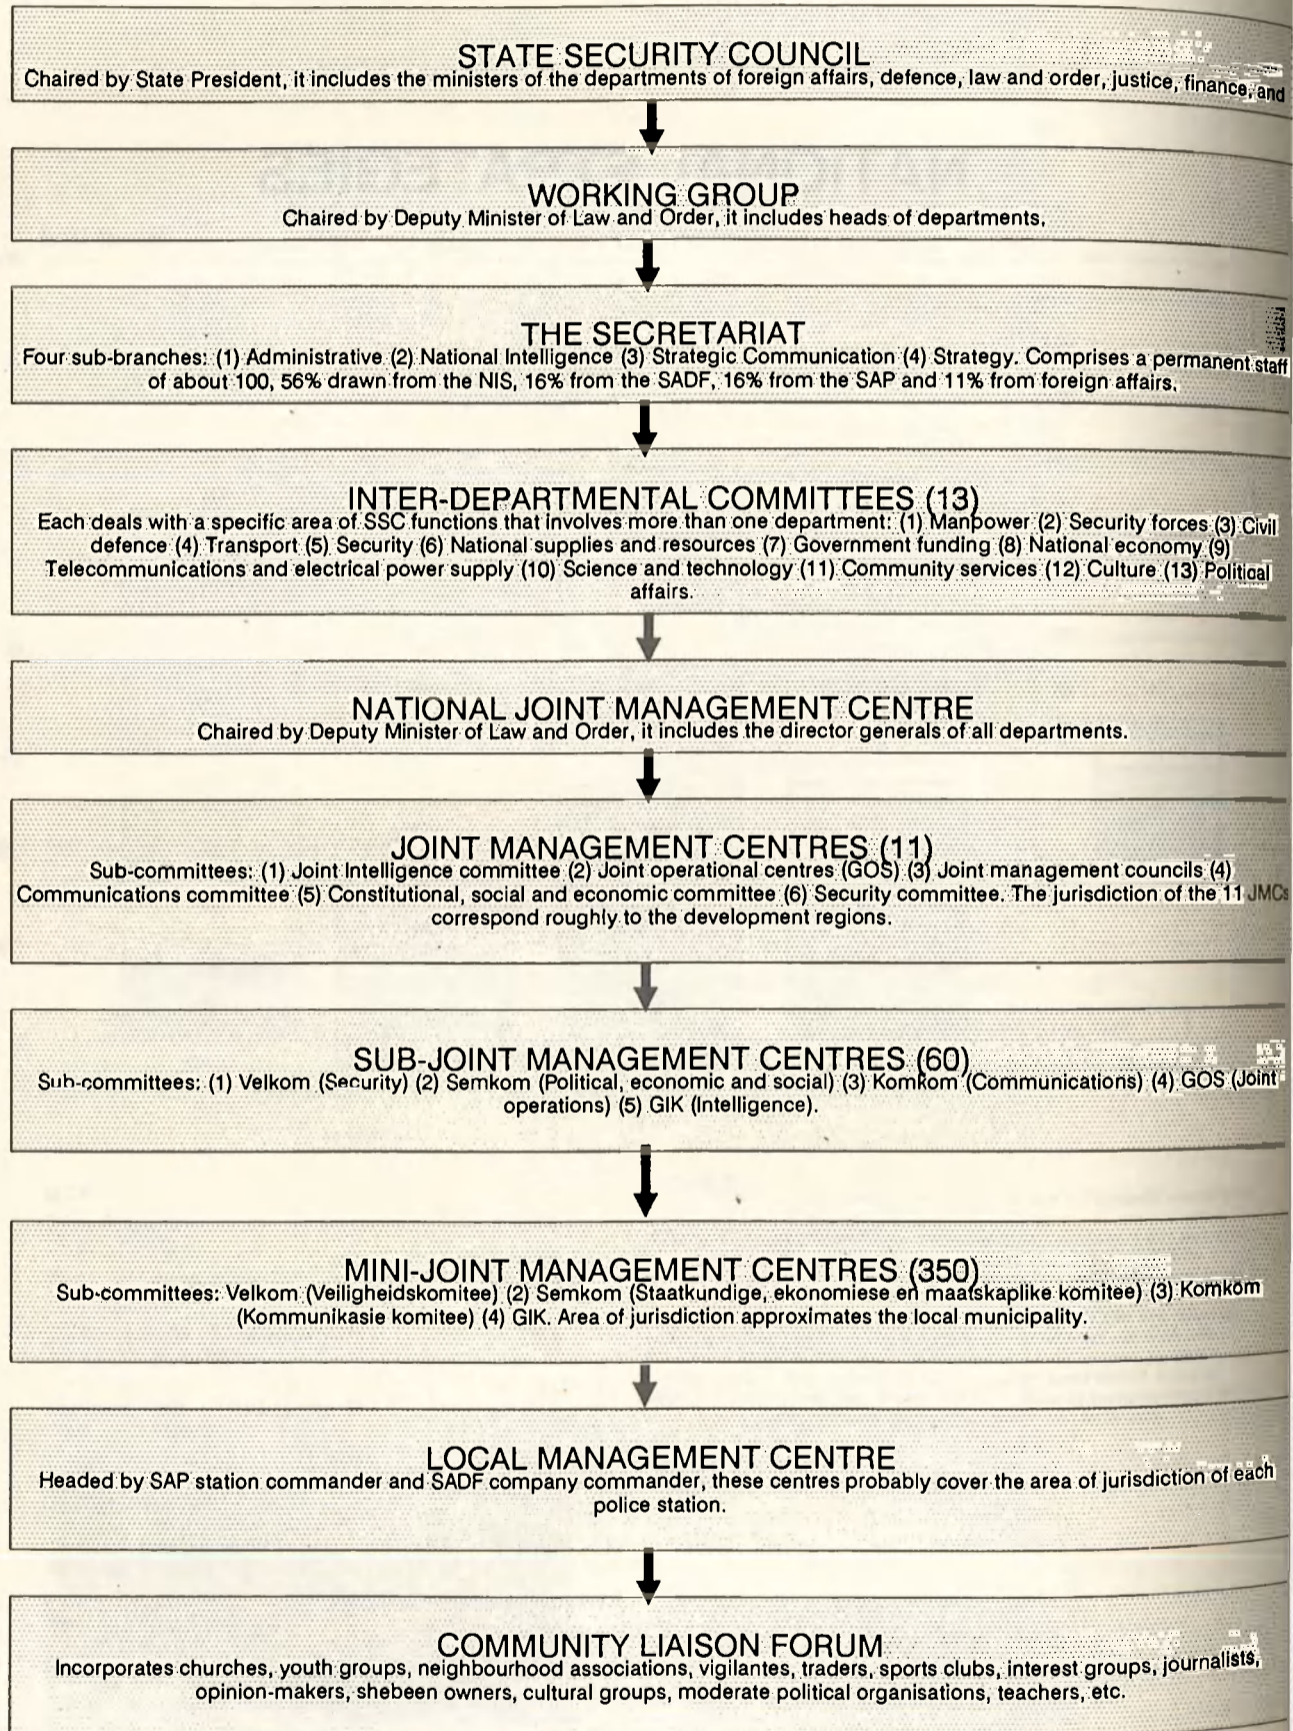 STATE SECURITY COUNCIL
Chaired by State President, it includes the ministers of the departments of foreign affairs, defence, law and order, justice, finance, and
WORKING GROUP
Chaired by Deputy Minister of Law and Order, it includes heads of departments.
THE SECRETARIAT
Four sub-branches: (1) Administrative (2) National Intelligence (3) Strategic Communication (4) Strategy. Comprises a permanent staff
of about 100, 56% drawn from the NIS, 16% from the SADF, 16% from the SAP and 11% from foreign affairs.
INTER-DEPARTMENTAL COMMITTEES (13)
Each deals with a specific area of SSC functions that involves more than one department: (1) Manpower (2) Security forces (3) Civil
defence (4) Transport (5) Security (6) National supplies and resources (7) Government funding (8) National economy (9)
Telecommunications and electrical power supply (10) Science and technology (11) Community services (12) Culture (13) Political
affairs.
NATIONAL JOINT MANAGEMENT CENTRE
Chaired by Deputy Minister of Law and Order, it includes the director generals of all departments.
JOINT MANAGEMENT CENTRES (11)
Sub-committees: (1) Joint Intelligence committee (2) Joint operational centres (GOS) (3) Joint management councils (4)
Communications committee (5) Constitutional, social and economic committee (6) Security committee. The jurisdiction of the 11 JMCs
correspond roughly to the development regions.
SUB-JOINT MANAGEMENT CENTRES (60)
Sub-committees: (1) Velkom (Security) (2) Semkom (Political, economic and social) (3) Komkom (Communications) (4) GOS (Joint
operations) (5) GIK (Intelligence).
MINI-JOINT MANAGEMENT CENTRES (350)
Sub-committees: Velkom (Veiligheidskomitee) (2) Semkom (Staatkundige, ekonomiese en maatskaplike komitee) (3) Komkom
(Kommunikasie komitee) (4) GIK. Area of jurisdiction approximates the local municipality.
LOCAL MANAGEMENT CENTRE
Headed by SAP station commander and SADF company commander, these centres probably cover the area of jurisdiction of each
police station.
COMMUNITY LIAISON FORUM
Incorporates churches, youth groups, neighbourhood associations, vigilantes, traders, sports clubs, interest groups, journalists,
opinion-makers, shebeen owners, cultural groups, moderate political organisations, teachers, etc.